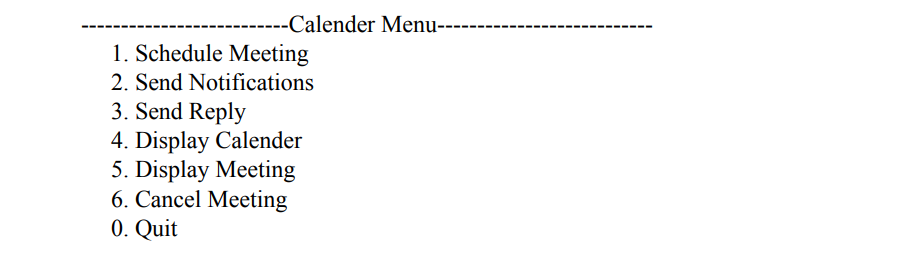 --------------------------Calender Menu---------------------------
1. Schedule Meeting
2. Send Notifications
3. Send Reply
4. Display Calender
5. Display Meeting
6. Cancel Meeting
0. Quit